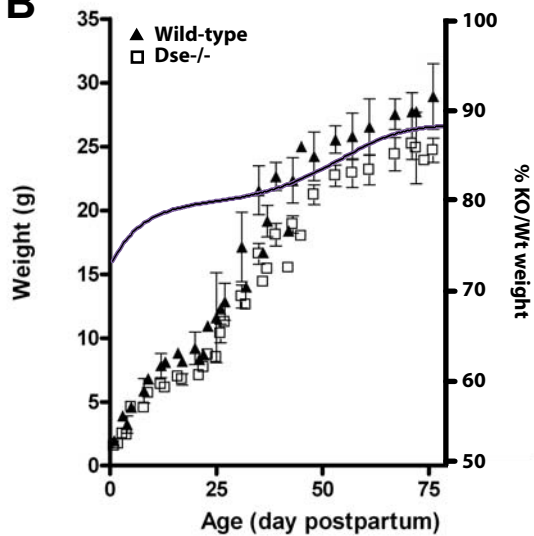 B
Wild-type
Dse-/-
Weight (g)
35
30
25
20
15
10
5
0
100
90
80
70
60
50
% KO/Wt weight
0 25 50 75
Age (day postpartum)